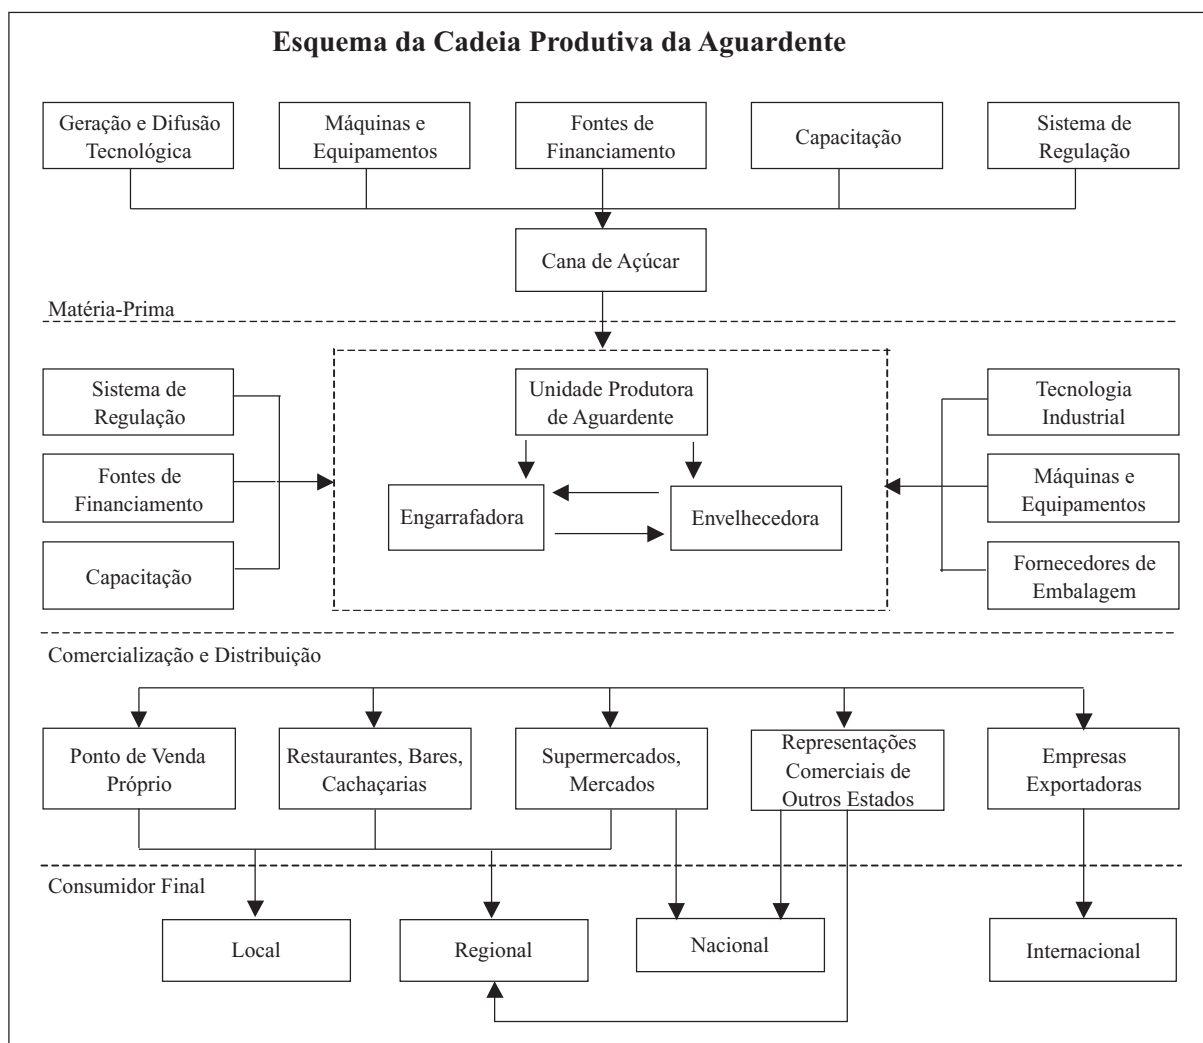 Esquema da Cadeia Produtiva da Aguardente
Geração e Difusão
Tecnológica
Máquinas e
Equipamentos
Fontes de
Financiamento
Capacitação
Sistema de
Regulação
Cana de Açúcar
Matéria-Prima
Sistema de
Regulação
Fontes de
Financiamento
Capacitação
Unidade Produtora
de Aguardente
Engarrafadora
Envelhecedora
Tecnologia
Industrial
Máquinas e
Equipamentos
Fornecedores de
Embalagem
Comercialização e Distribuição
Ponto de Venda
Próprio
Restaurantes, Bares,
Cachaçarias
Supermercados,
Mercados
Representações
Comerciais de
Outros Estados
Empresas
Exportadoras
Consumidor Final
Local
Regional
Nacional
Internacional